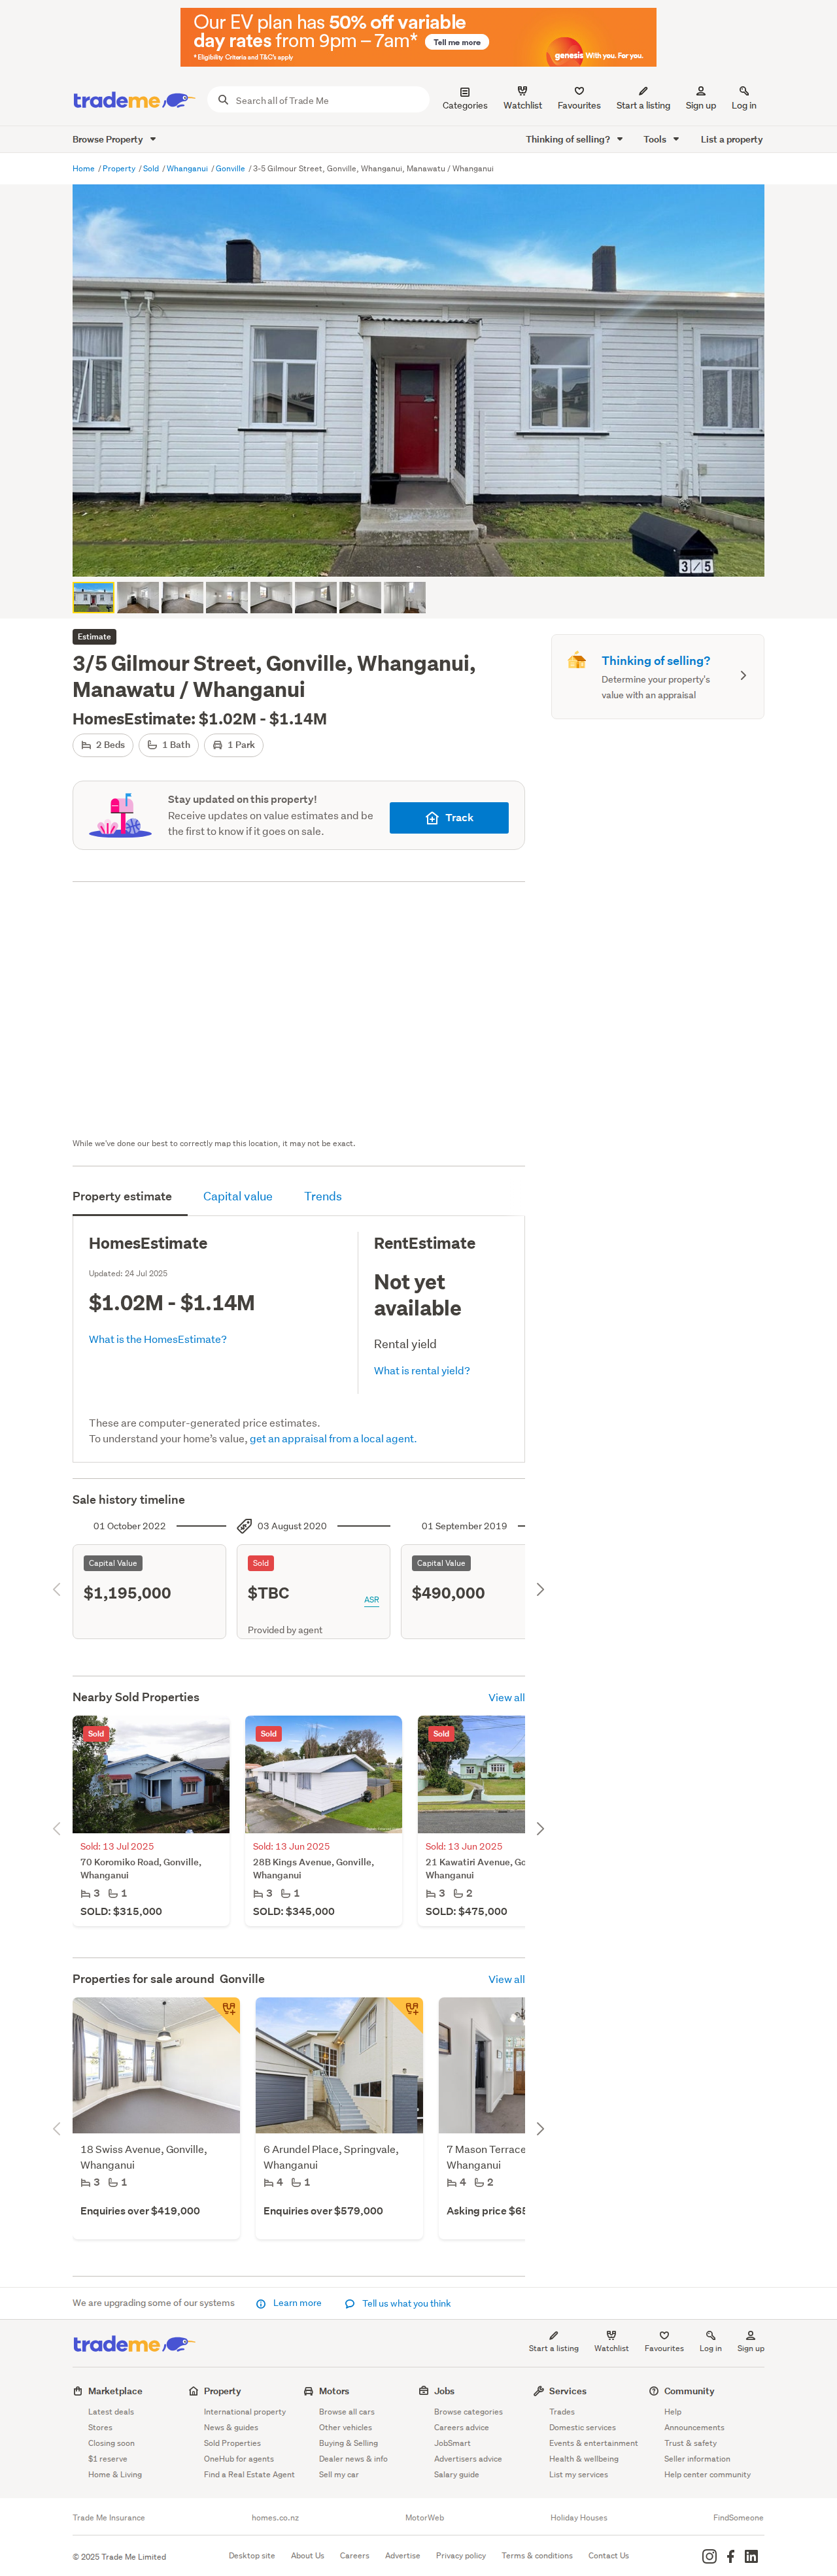 Our EV plan has 50% off variable
day rates from 9pm – 7am* Tell me more
* Eligibility Criteria and T&C's apply
genesis With you. For you.
trademe
Search all of Trade Me
Categories Watchlist Favourites Start a listing Sign up Log in
Browse Property Thinking of selling? Tools List a property
Home / Property / Sold / Whanganui / Gonville / 3-5 Gilmour Street, Gonville, Whanganui, Manawatu / Whanganui
3/5
Estimate
3/5 Gilmour Street, Gonville, Whanganui,
Manawatu / Whanganui
HomesEstimate: $1.02M - $1.14M
2 Beds 1 Bath 1 Park
Thinking of selling?
Determine your property's
value with an appraisal
Stay updated on this property!
Receive updates on value estimates and be
the first to know if it goes on sale.
Track
While we've done our best to correctly map this location, it may not be exact.
Property estimate Capital value Trends
HomesEstimate
Updated: 24 Jul 2025
$1.02M - $1.14M
What is the HomesEstimate?
RentEstimate
Not yet
available
Rental yield
What is rental yield?
These are computer-generated price estimates.
To understand your home's value, get an appraisal from a local agent.
Sale history timeline
01 October 2022 03 August 2020 01 September 2019
Capital Value
$1,195,000
Sold
$TBC
ASR
Provided by agent
Capital Value
$490,000
Nearby Sold Properties View all
Sold
Sold: 13 Jul 2025
70 Koromiko Road, Gonville,
Whanganui
3 1
SOLD: $315,000
Sold
Sold: 13 Jun 2025
28B Kings Avenue, Gonville,
Whanganui
3 1
SOLD: $345,000
Sold
Sold: 13 Jun 2025
21 Kawatiri Avenue, Go
Whanganui
3 2
SOLD: $475,000
Properties for sale around Gonville View all
18 Swiss Avenue, Gonville,
Whanganui
3 1
Enquiries over $419,000
6 Arundel Place, Springvale,
Whanganui
4 1
Enquiries over $579,000
7 Mason Terrace
Whanganui
4 2
Asking price $65
We are upgrading some of our systems Learn more Tell us what you think
trademe
Start a listing Watchlist Favourites Log in Sign up
Marketplace
Latest deals
Stores
Closing soon
$1 reserve
Home & Living
Property
International property
News & guides
Sold Properties
OneHub for agents
Find a Real Estate Agent
Motors
Browse all cars
Other vehicles
Buying & Selling
Dealer news & info
Sell my car
Jobs
Browse categories
Careers advice
JobSmart
Advertisers advice
Salary guide
Services
Trades
Domestic services
Events & entertainment
Health & wellbeing
List my services
Community
Help
Announcements
Trust & safety
Seller information
Help center community
Trade Me Insurance homes.co.nz MotorWeb Holiday Houses FindSomeone
© 2025 Trade Me Limited Desktop site About Us Careers Advertise Privacy policy Terms & conditions Contact Us